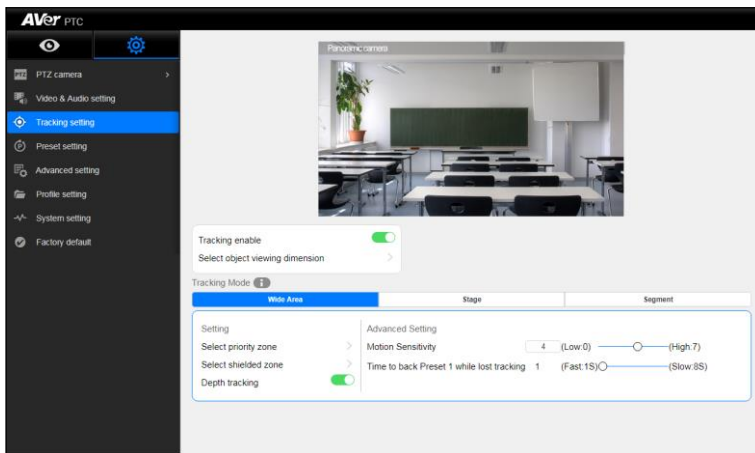 AVer PTC
PTZ camera
Video & Audio setting
Tracking setting
Preset setting
Advanced setting
Profile setting
System setting
Factory default
Panoramic camera
Tracking enable
Select object viewing dimension
Tracking Mode
Wide Area
Stage
Segment
Setting
Select priority zone
Select shielded zone
Depth tracking
Advanced Setting
Motion Sensitivity 4 (Low:0) (High:7)
Time to back Preset 1 while lost tracking 1 (Fast:1S) (Slow:8S)